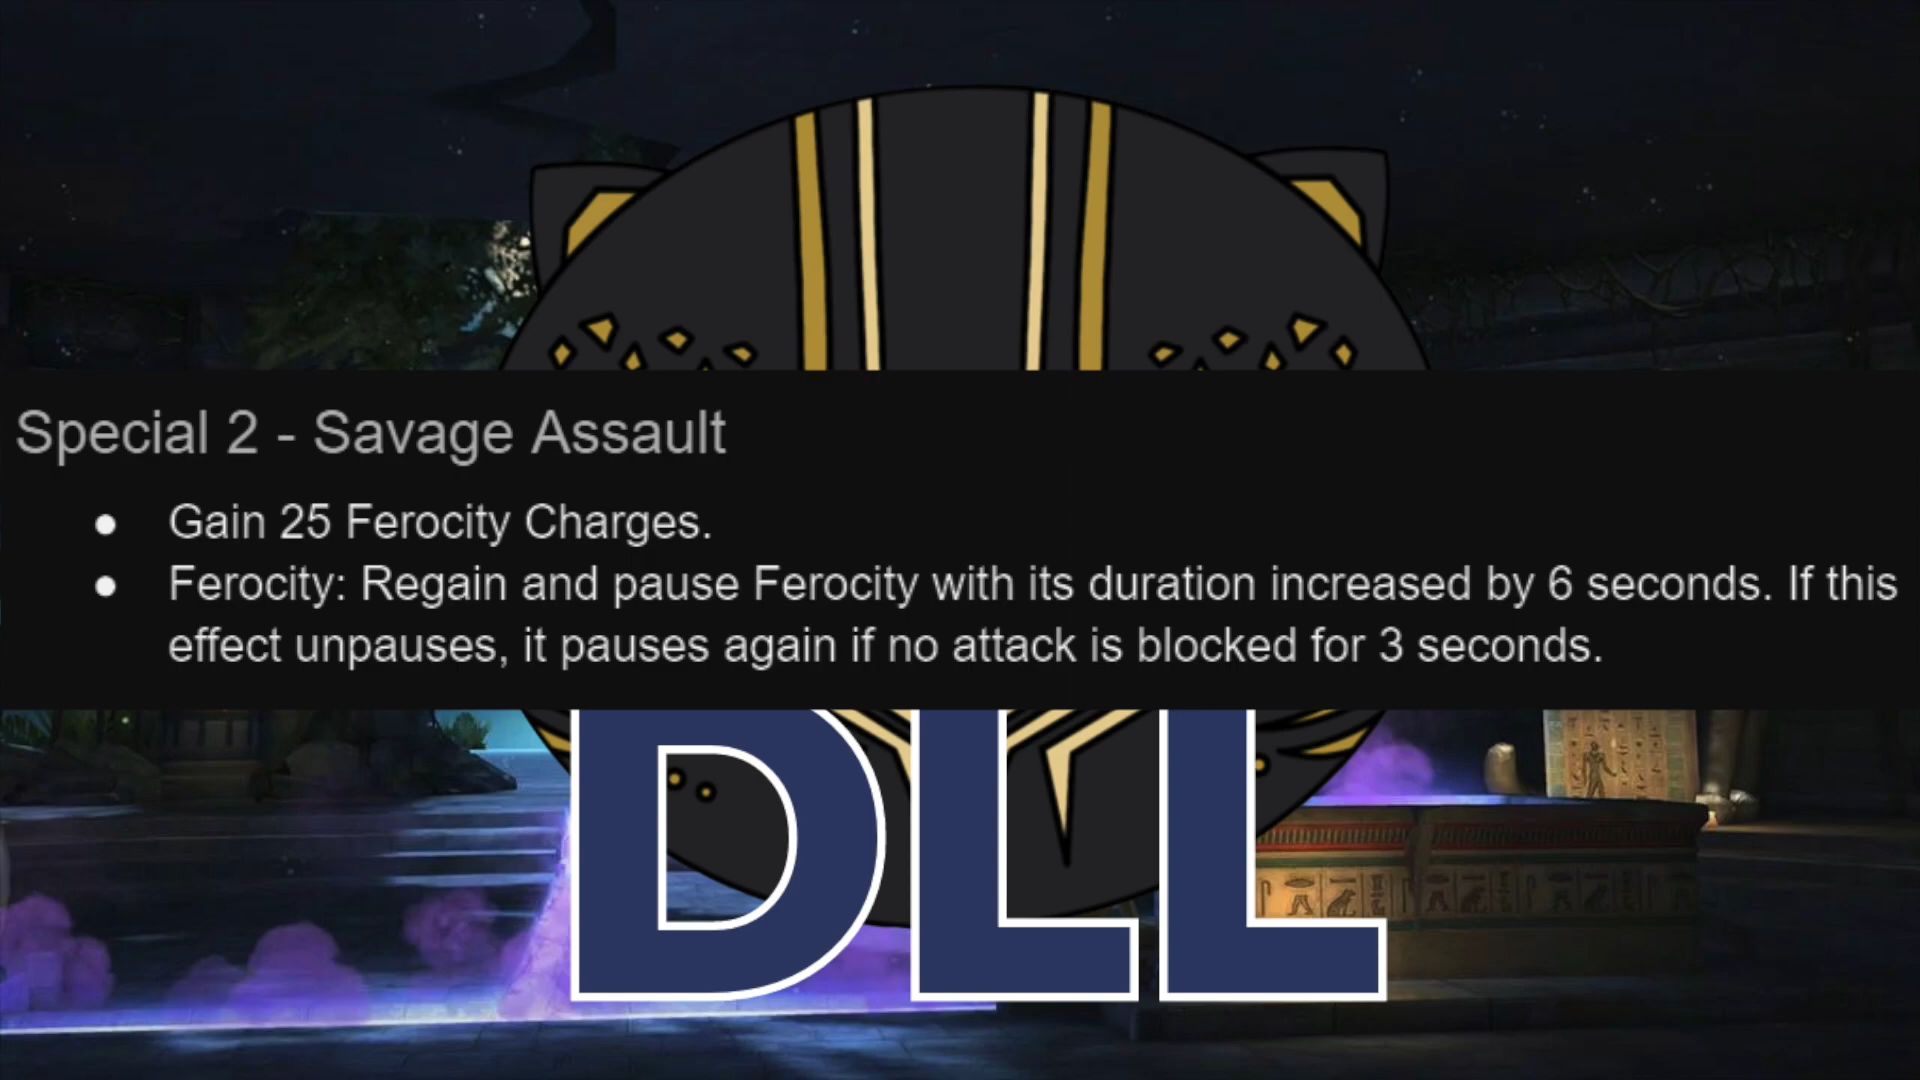 Special 2 - Savage Assault
● Gain 25 Ferocity Charges.
● Ferocity: Regain and pause Ferocity with its duration increased by 6 seconds. If this
effect unpauses, it pauses again if no attack is blocked for 3 seconds.
DLL